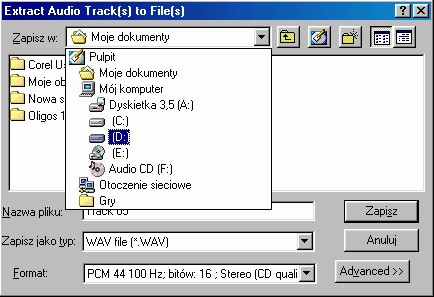 Extract Audio Track(s) to File(s)
Zapisz w: Moje dokumenty
Pulpit
Moje dokumenty
Mój komputer
Dyskietka 3,5 (A:)
(C:)
(D:
(E:)
Audio CD (F:)
Otoczenie sieciowe
Gry
Corel Us
Moje ob
Nowa s
Oligos 1
Nazwa pliku: Track 05
Zapisz
Zapisz jako typ: WAV file (*.WAV)
Anuluj
Format: PCM 44 100 Hz; bitów: 16 ; Stereo (CD quali
Advanced >>